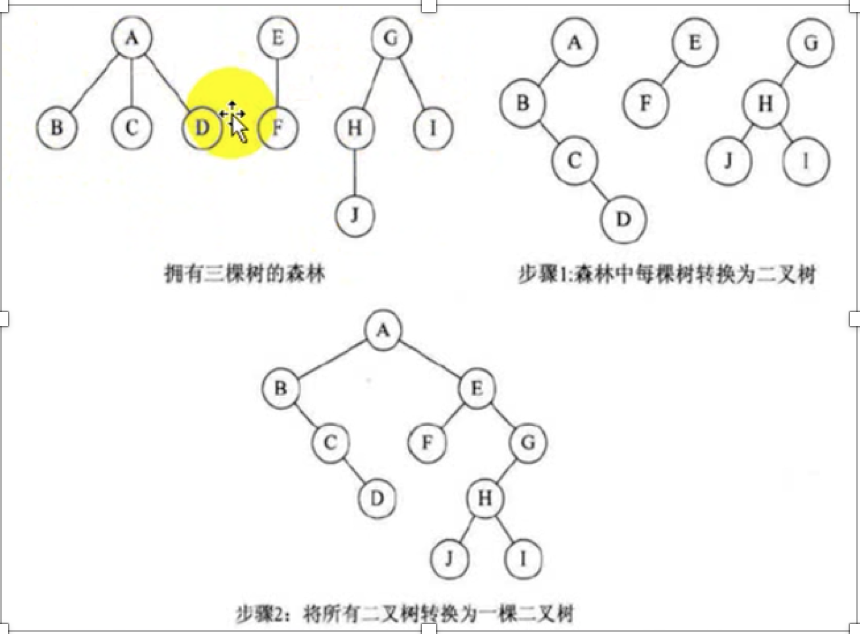 A E G
B C D F H I
J
拥有三棵树的森林
A E G
B F H
C J I
D
步骤1:森林中每棵树转换为二叉树
A
B E
C F G
D H
J I
步骤2：将所有二叉树转换为一棵二叉树